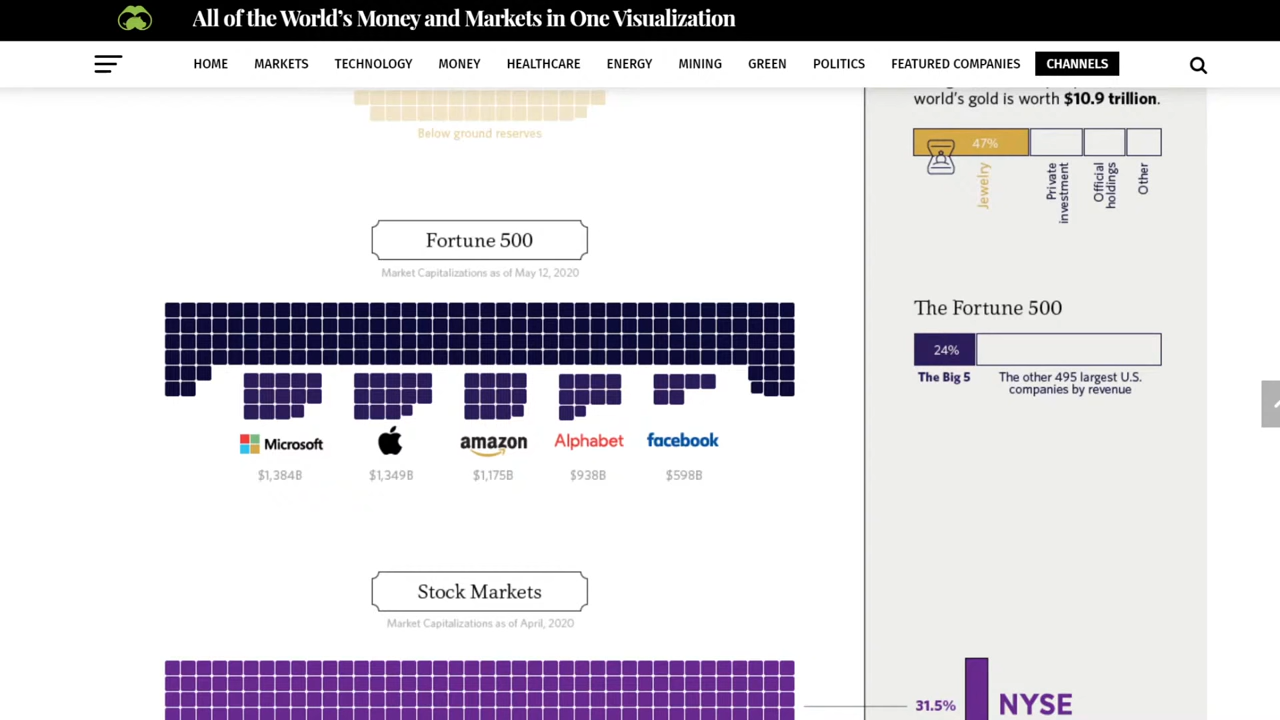 All of the World's Money and Markets in One Visualization
HOME MARKETS TECHNOLOGY MONEY HEALTHCARE ENERGY MINING GREEN POLITICS FEATURED COMPANIES CHANNELS
Below ground reserves
Fortune 500
Market Capitalizations as of May 12, 2020
Microsoft
amazon
Alphabet
facebook
$1,384B
$1,349B
$1,175B
$938B
$598B
Stock Markets
Market Capitalizations as of April, 2020
world's gold is worth $10.9 trillion.
47%
Jewelry
Private
investment
Official
holdings
Other
The Fortune 500
24%
The Big 5
The other 495 largest U.S.
companies by revenue
31.5%
NYSE